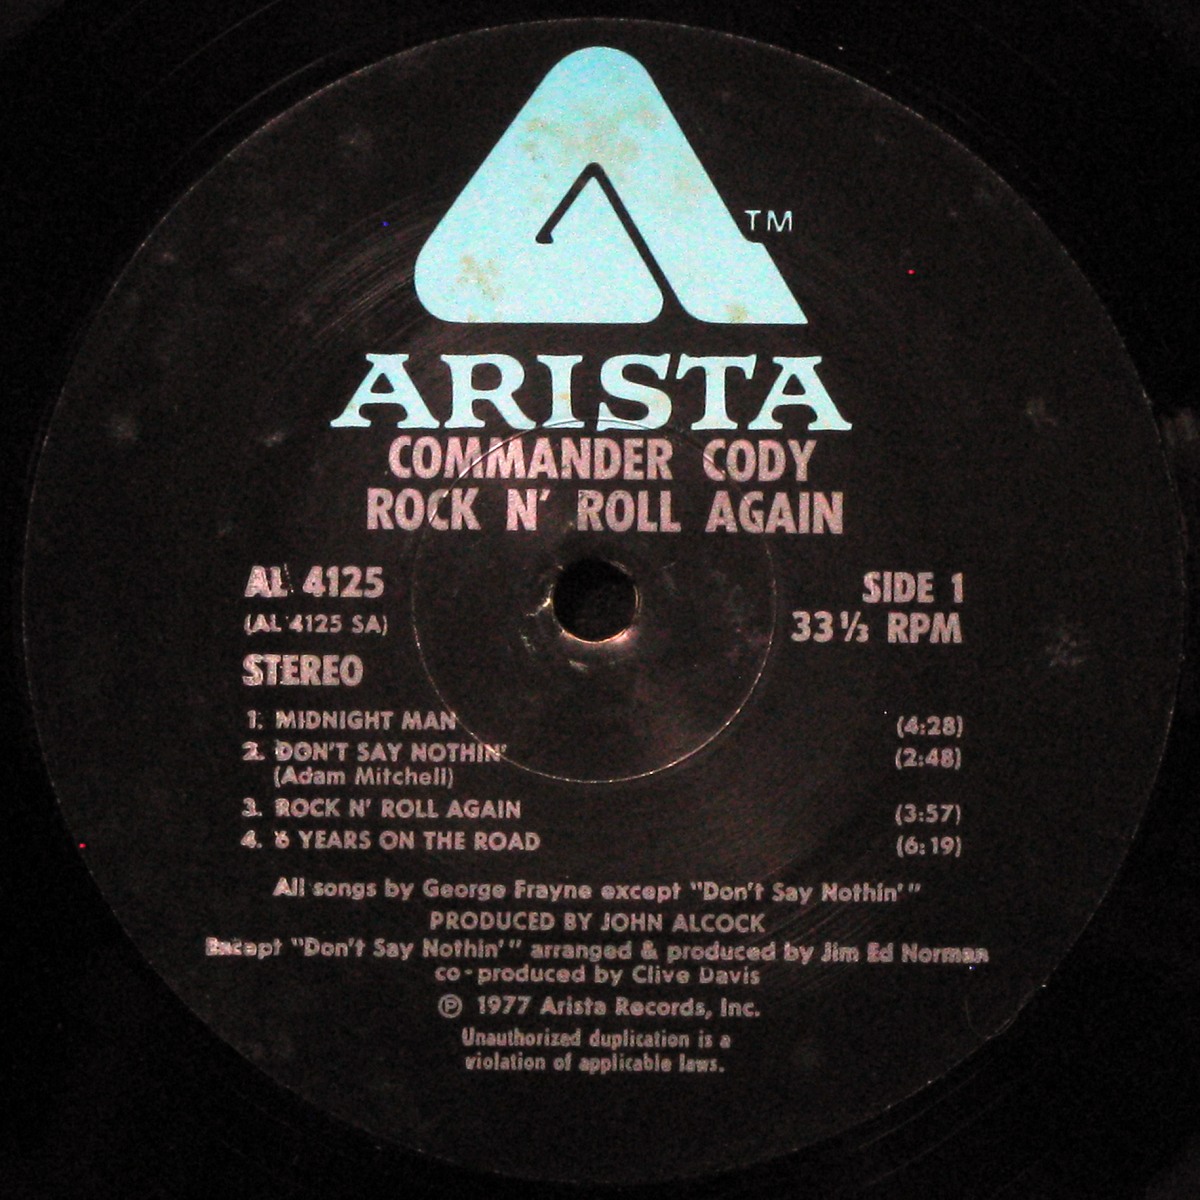 TM
ARISTA
COMMANDER CODY
ROCK N' ROLL AGAIN
AL 4125
SIDE 1
(AL 4125 SA)
33⅓ RPM
STEREO
1. MIDNIGHT MAN (4:28)
2. DON'T SAY NOTHIN' (2:48)
(Adam Mitchell)
3. ROCK N' ROLL AGAIN (3:57)
4. 6 YEARS ON THE ROAD (6:19)
All songs by George Frayne except "Don't Say Nothin'"
PRODUCED BY JOHN ALCOCK
Except "Don't Say Nothin'" arranged & produced by Jim Ed Norman
co-produced by Clive Davis
℗ 1977 Arista Records, Inc.
Unauthorized duplication is a
violation of applicable laws.